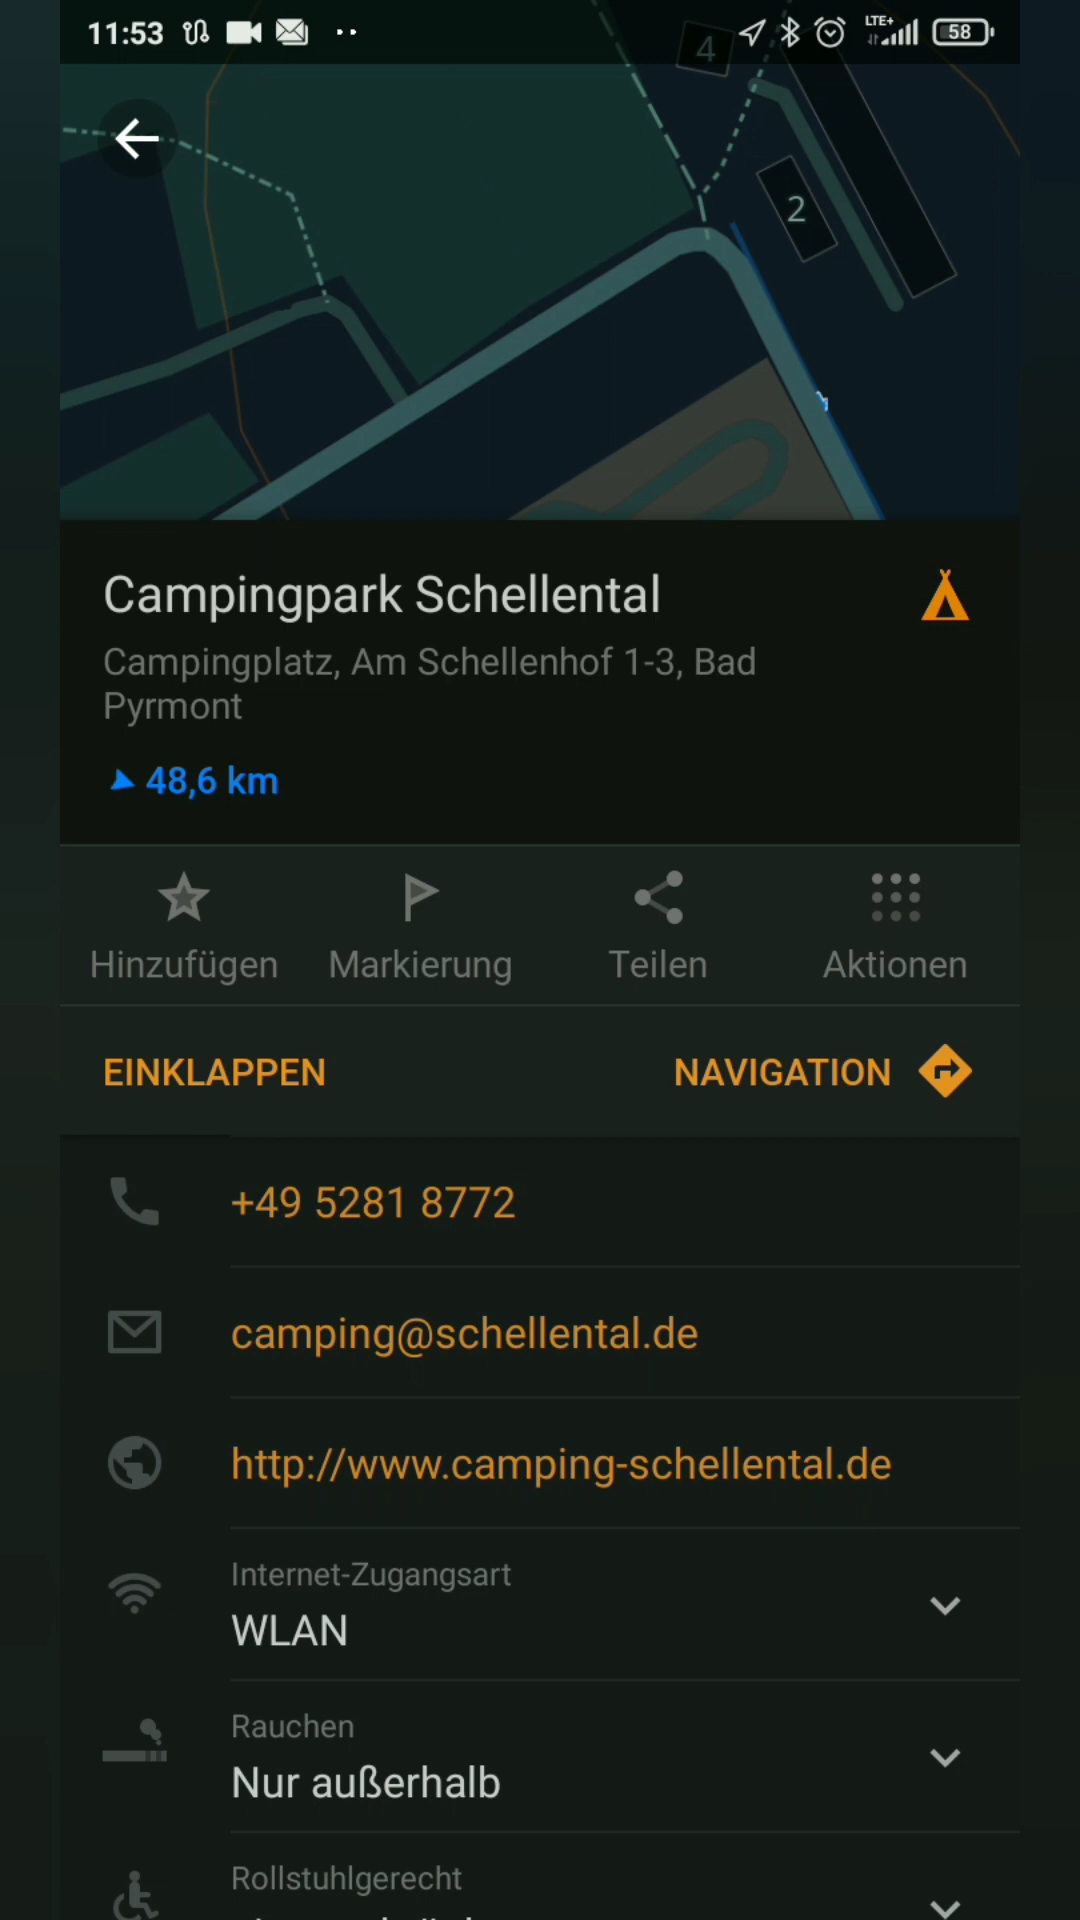 11:53
LTE+
58
4
2
Campingpark Schellental
Campingplatz, Am Schellenhof 1-3, Bad
Pyrmont
48,6 km
Hinzufügen
Markierung
Teilen
Aktionen
EINKLAPPEN
NAVIGATION
+49 5281 8772
camping@schellental.de
http://www.camping-schellental.de
Internet-Zugangsart
WLAN
Rauchen
Nur außerhalb
Rollstuhlgerecht